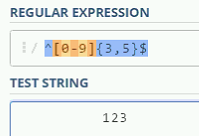 REGULAR EXPRESSION
/ ^[0-9]{3,5}$
TEST STRING
123